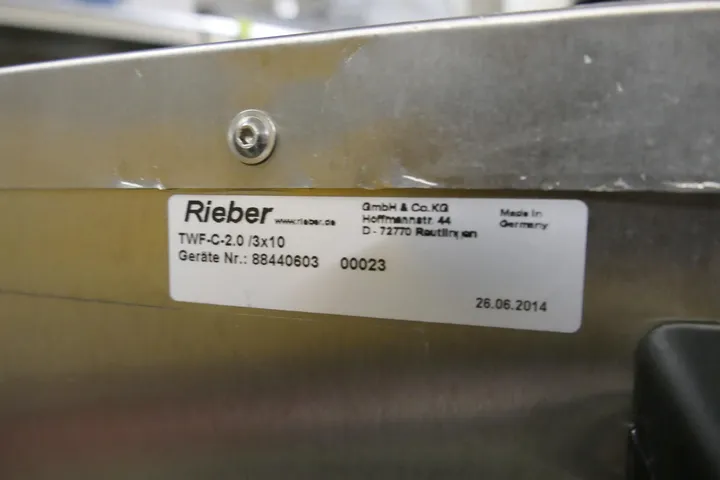 Rieber www.rieber.de
GmbH & Co.KG
Hoffmannstr. 44
D - 72770 Reutlingen
Made in
Germany
TWF-C-2.0 /3x10
Geräte Nr.: 88440603 00023
26.06.2014